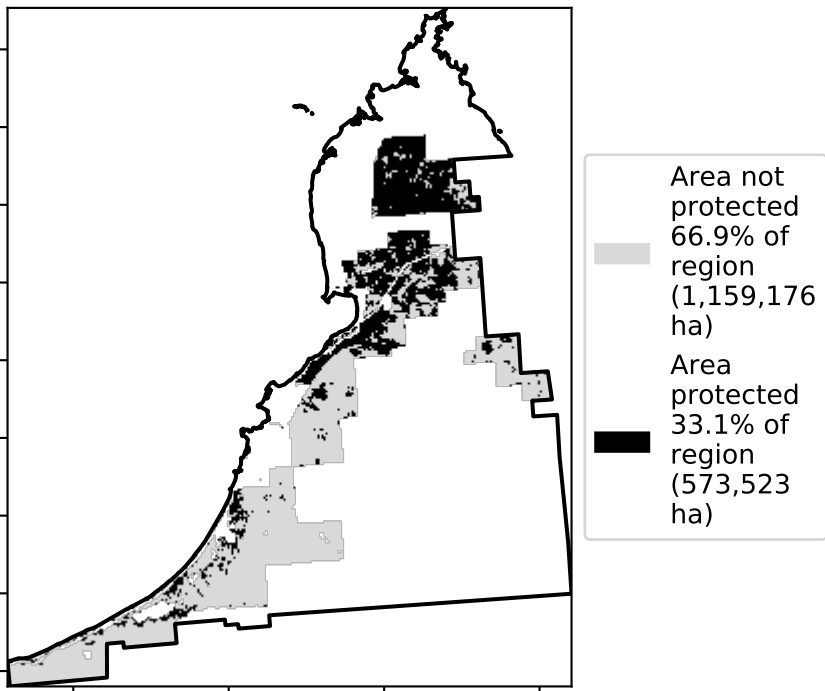 Area not
protected
66.9% of
region
(1,159,176
ha)
Area
protected
33.1% of
region
(573,523
ha)